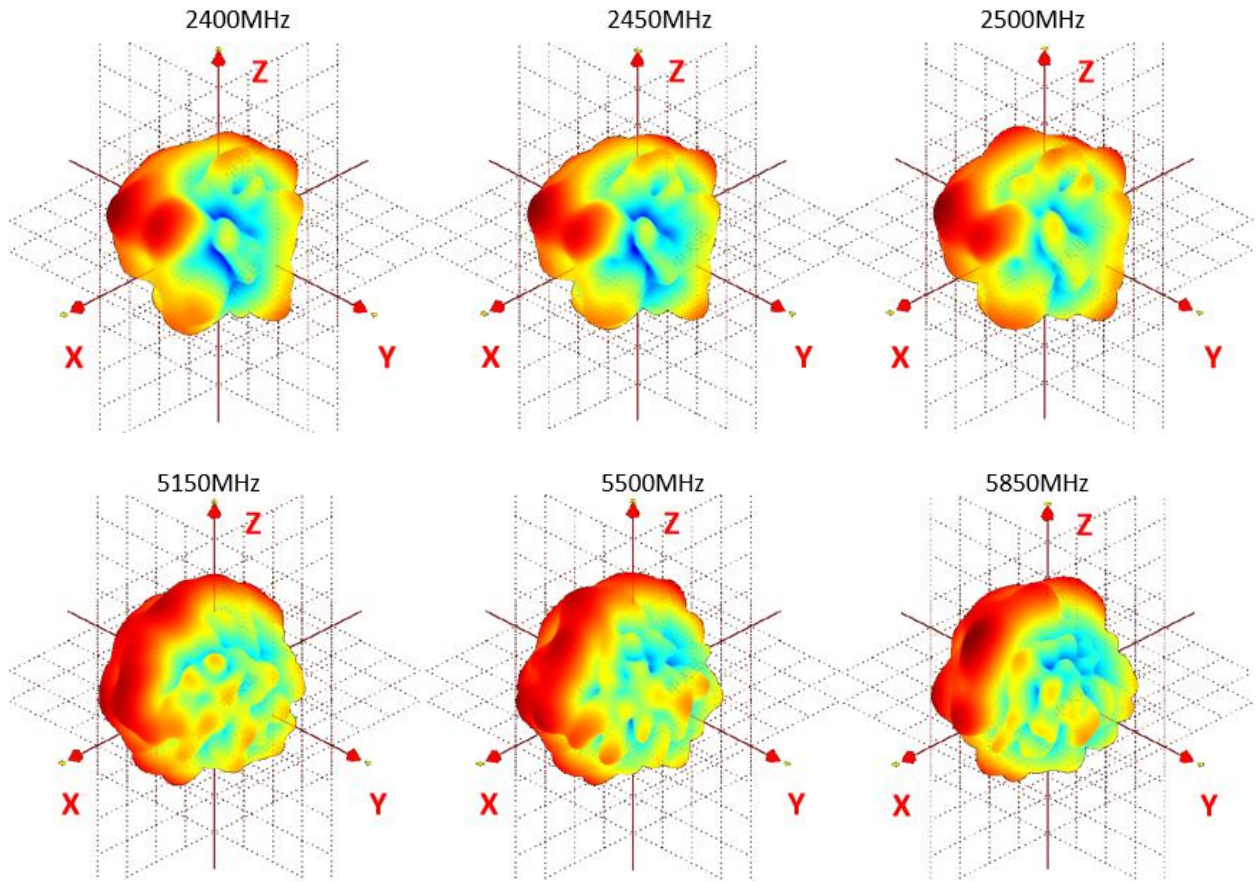 2400MHz 2450MHz 2500MHz
Z Z Z
X Y X Y X Y
5150MHz 5500MHz 5850MHz
Z Z Z
X Y X Y X Y